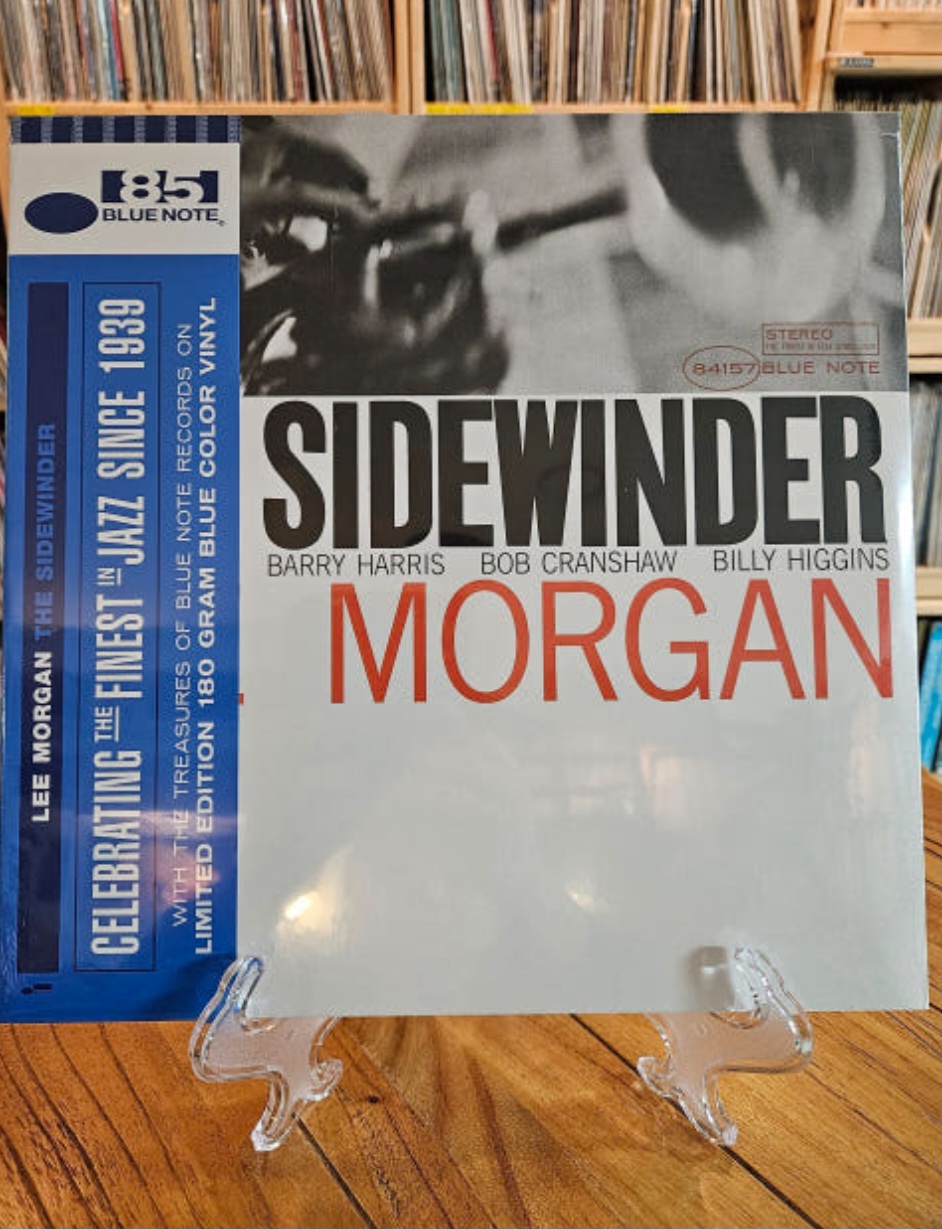 85
BLUE NOTE
LEE MORGAN THE SIDEWINDER
CELEBRATING THE FINEST IN JAZZ SINCE 1939
WITH THE TREASURES OF BLUE NOTE RECORDS ON
LIMITED EDITION 180 GRAM BLUE COLOR VINYL
STEREO
84157 BLUE NOTE
SIDEWINDER
BARRY HARRIS BOB CRANSHAW BILLY HIGGINS
MORGAN